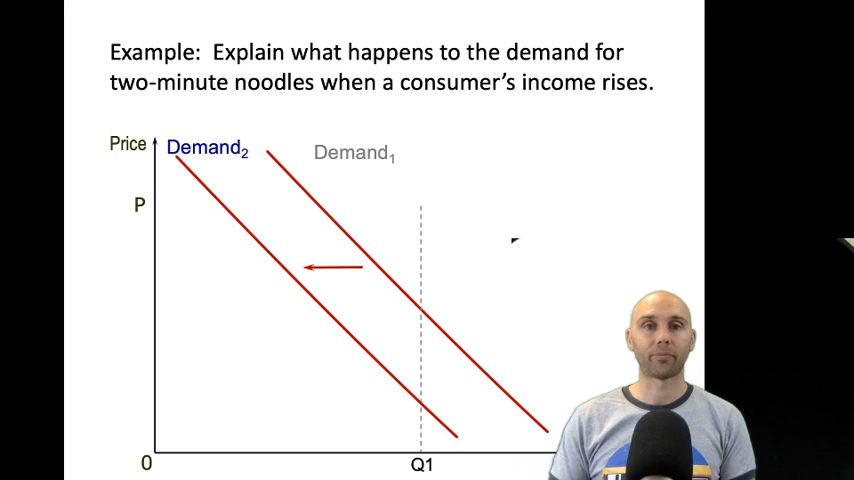 Example:  Explain what happens to the demand for
two-minute noodles when a consumer's income rises.
Price
Demand₂
Demand₁
P
0
Q1